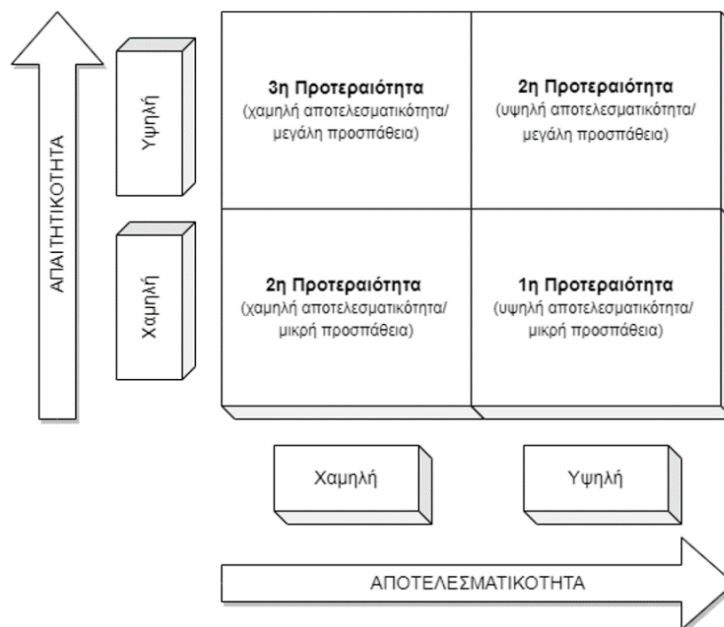 ΑΠΑΙΤΗΤΙΚΟΤΗΤΑ
Υψηλή
Χαμηλή
3η Προτεραιότητα
(χαμηλή αποτελεσματικότητα/
μεγάλη προσπάθεια)
2η Προτεραιότητα
(υψηλή αποτελεσματικότητα/
μεγάλη προσπάθεια)
2η Προτεραιότητα
(χαμηλή αποτελεσματικότητα/
μικρή προσπάθεια)
1η Προτεραιότητα
(υψηλή αποτελεσματικότητα/
μικρή προσπάθεια)
Χαμηλή
Υψηλή
ΑΠΟΤΕΛΕΣΜΑΤΙΚΟΤΗΤΑ